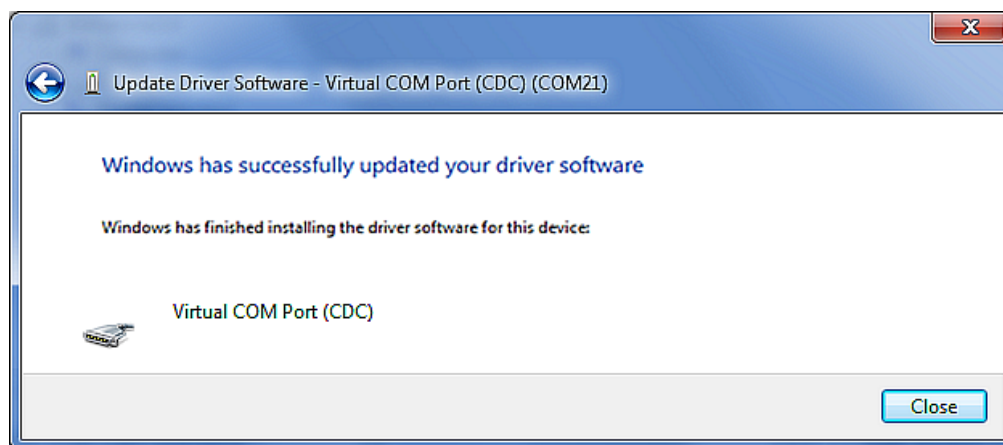 Update Driver Software - Virtual COM Port (CDC) (COM21)
Windows has successfully updated your driver software
Windows has finished installing the driver software for this device:
Virtual COM Port (CDC)
Close